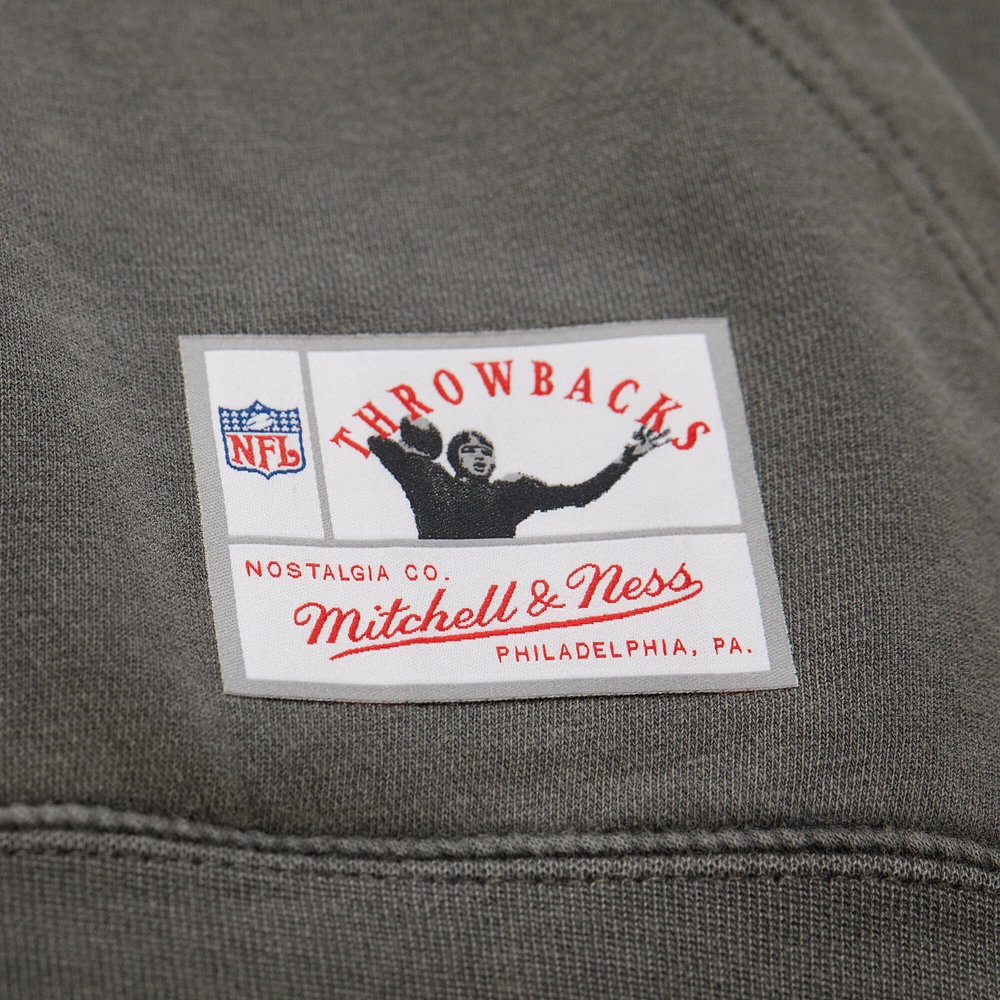 NFL
THROWBACKS
NOSTALGIA CO.
Mitchell & Ness
PHILADELPHIA, PA.